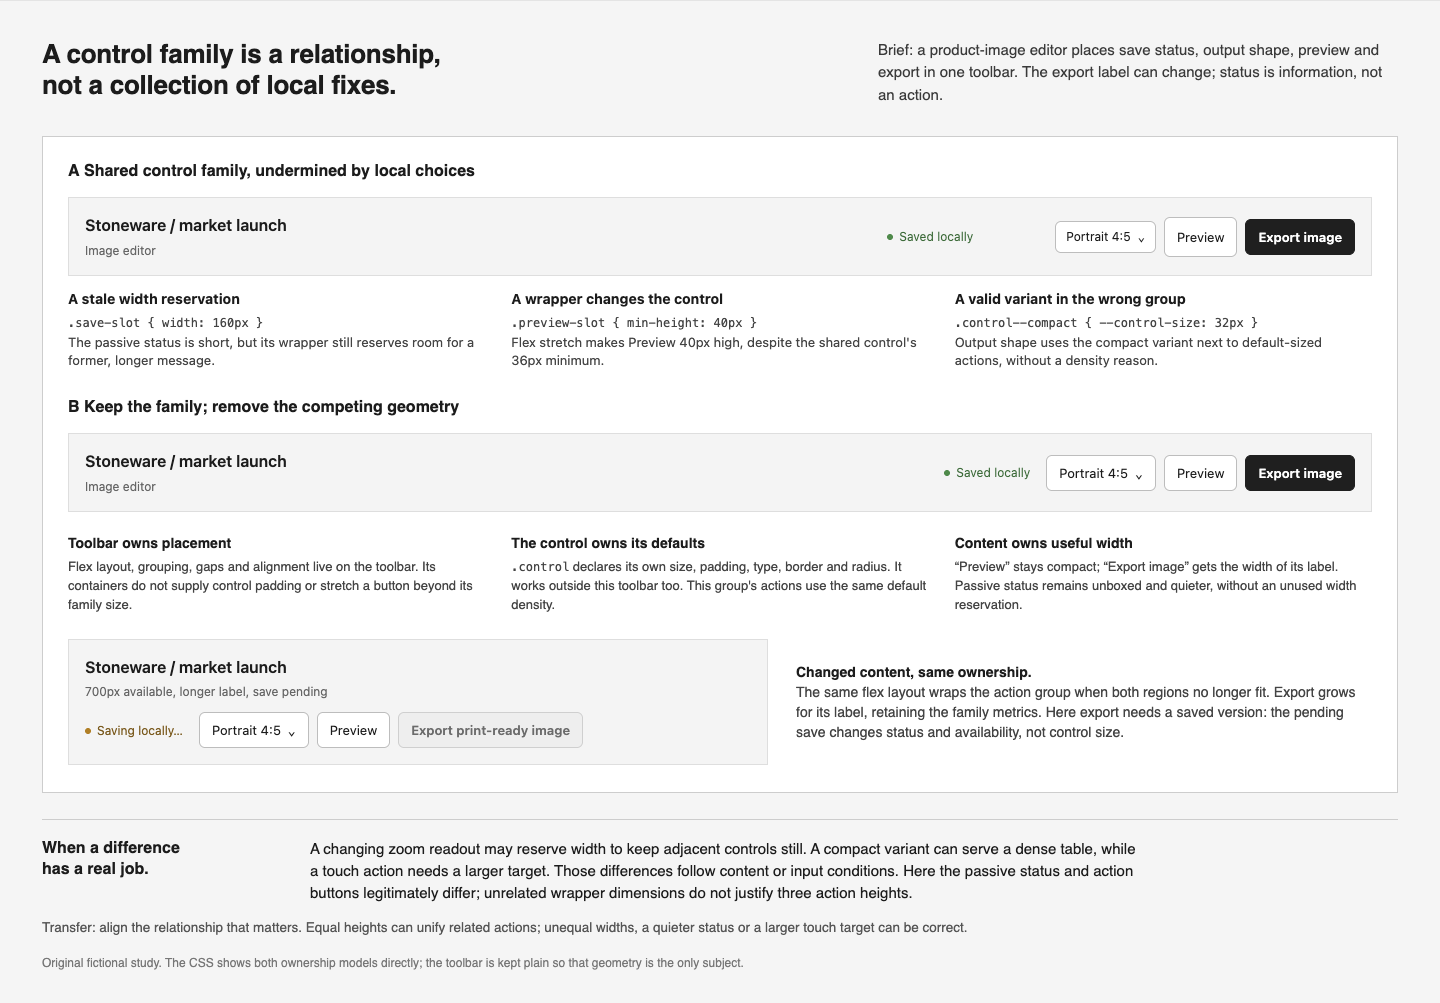 A control family is a relationship,
not a collection of local fixes.
Brief: a product-image editor places save status, output shape, preview and
export in one toolbar. The export label can change; status is information, not
an action.
A Shared control family, undermined by local choices
Stoneware / market launch
Image editor
Saved locally
Portrait 4:5
Preview
Export image
A stale width reservation
.save-slot { width: 160px }
The passive status is short, but its wrapper still reserves room for a
former, longer message.
A wrapper changes the control
.preview-slot { min-height: 40px }
Flex stretch makes Preview 40px high, despite the shared control's
36px minimum.
A valid variant in the wrong group
.control--compact { --control-size: 32px }
Output shape uses the compact variant next to default-sized
actions, without a density reason.
B Keep the family; remove the competing geometry
Stoneware / market launch
Image editor
Saved locally
Portrait 4:5
Preview
Export image
Toolbar owns placement
Flex layout, grouping, gaps and alignment live on the toolbar. Its
containers do not supply control padding or stretch a button beyond its
family size.
The control owns its defaults
.control declares its own size, padding, type, border and radius. It
works outside this toolbar too. This group's actions use the same default
density.
Content owns useful width
“Preview” stays compact; “Export image” gets the width of its label.
Passive status remains unboxed and quieter, without an unused width
reservation.
Stoneware / market launch
700px available, longer label, save pending
Saving locally...
Portrait 4:5
Preview
Export print-ready image
Changed content, same ownership.
The same flex layout wraps the action group when both regions no longer fit. Export grows
for its label, retaining the family metrics. Here export needs a saved version: the pending
save changes status and availability, not control size.
When a difference
has a real job.
A changing zoom readout may reserve width to keep adjacent controls still. A compact variant can serve a dense table, while
a touch action needs a larger target. Those differences follow content or input conditions. Here the passive status and action
buttons legitimately differ; unrelated wrapper dimensions do not justify three action heights.
Transfer: align the relationship that matters. Equal heights can unify related actions; unequal widths, a quieter status or a larger touch target can be correct.
Original fictional study. The CSS shows both ownership models directly; the toolbar is kept plain so that geometry is the only subject.